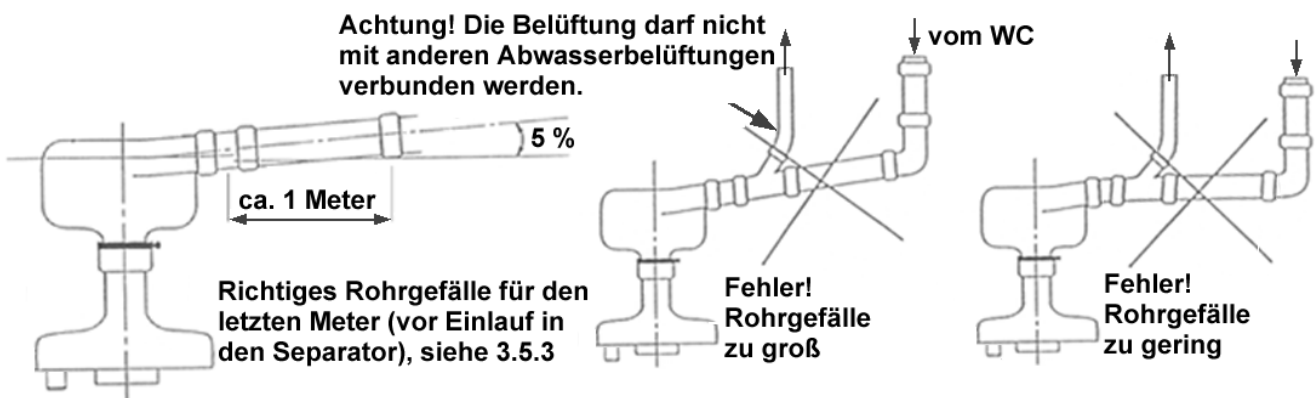 Achtung! Die Belüftung darf nicht
mit anderen Abwasserbelüftungen
verbunden werden.
vom WC
5 %
ca. 1 Meter
Richtiges Rohrgefälle für den
letzten Meter (vor Einlauf in
den Separator), siehe 3.5.3
Fehler!
Rohrgefälle
zu groß
Fehler!
Rohrgefälle
zu gering